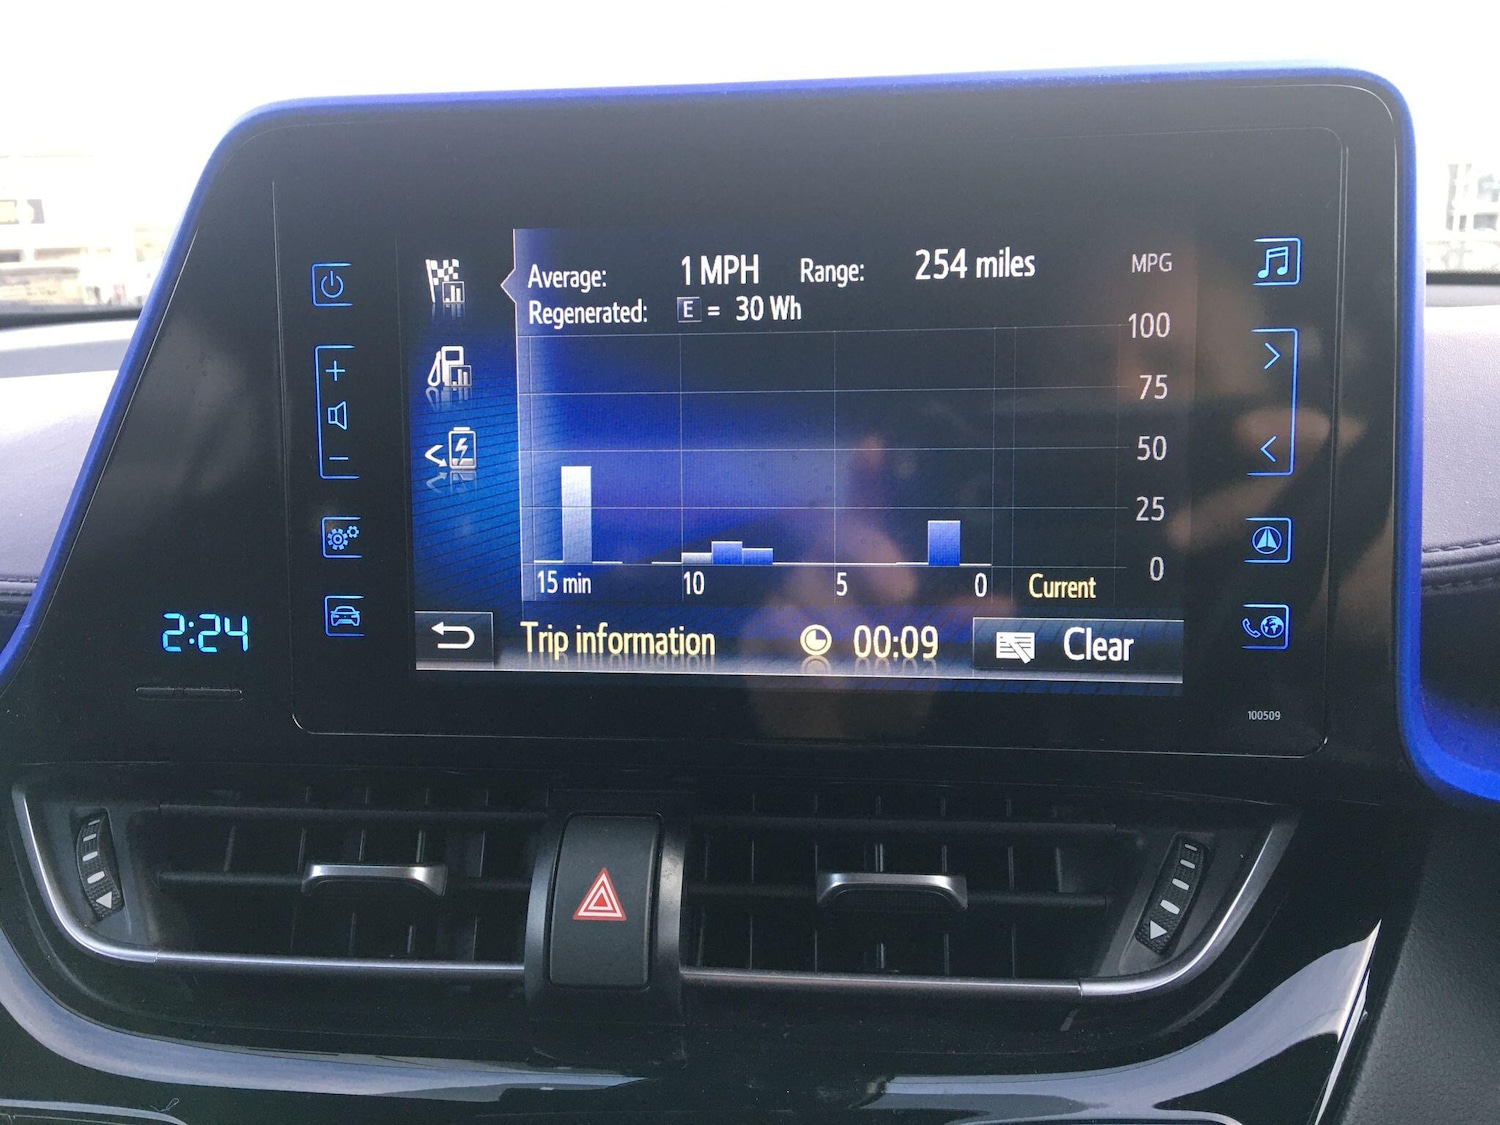 Average: 1 MPH Range: 254 miles
Regenerated: E = 30 Wh
MPG
100
75
50
25
0
15 min 10 5 0 Current
Trip information 00:09 Clear
2:24
100509